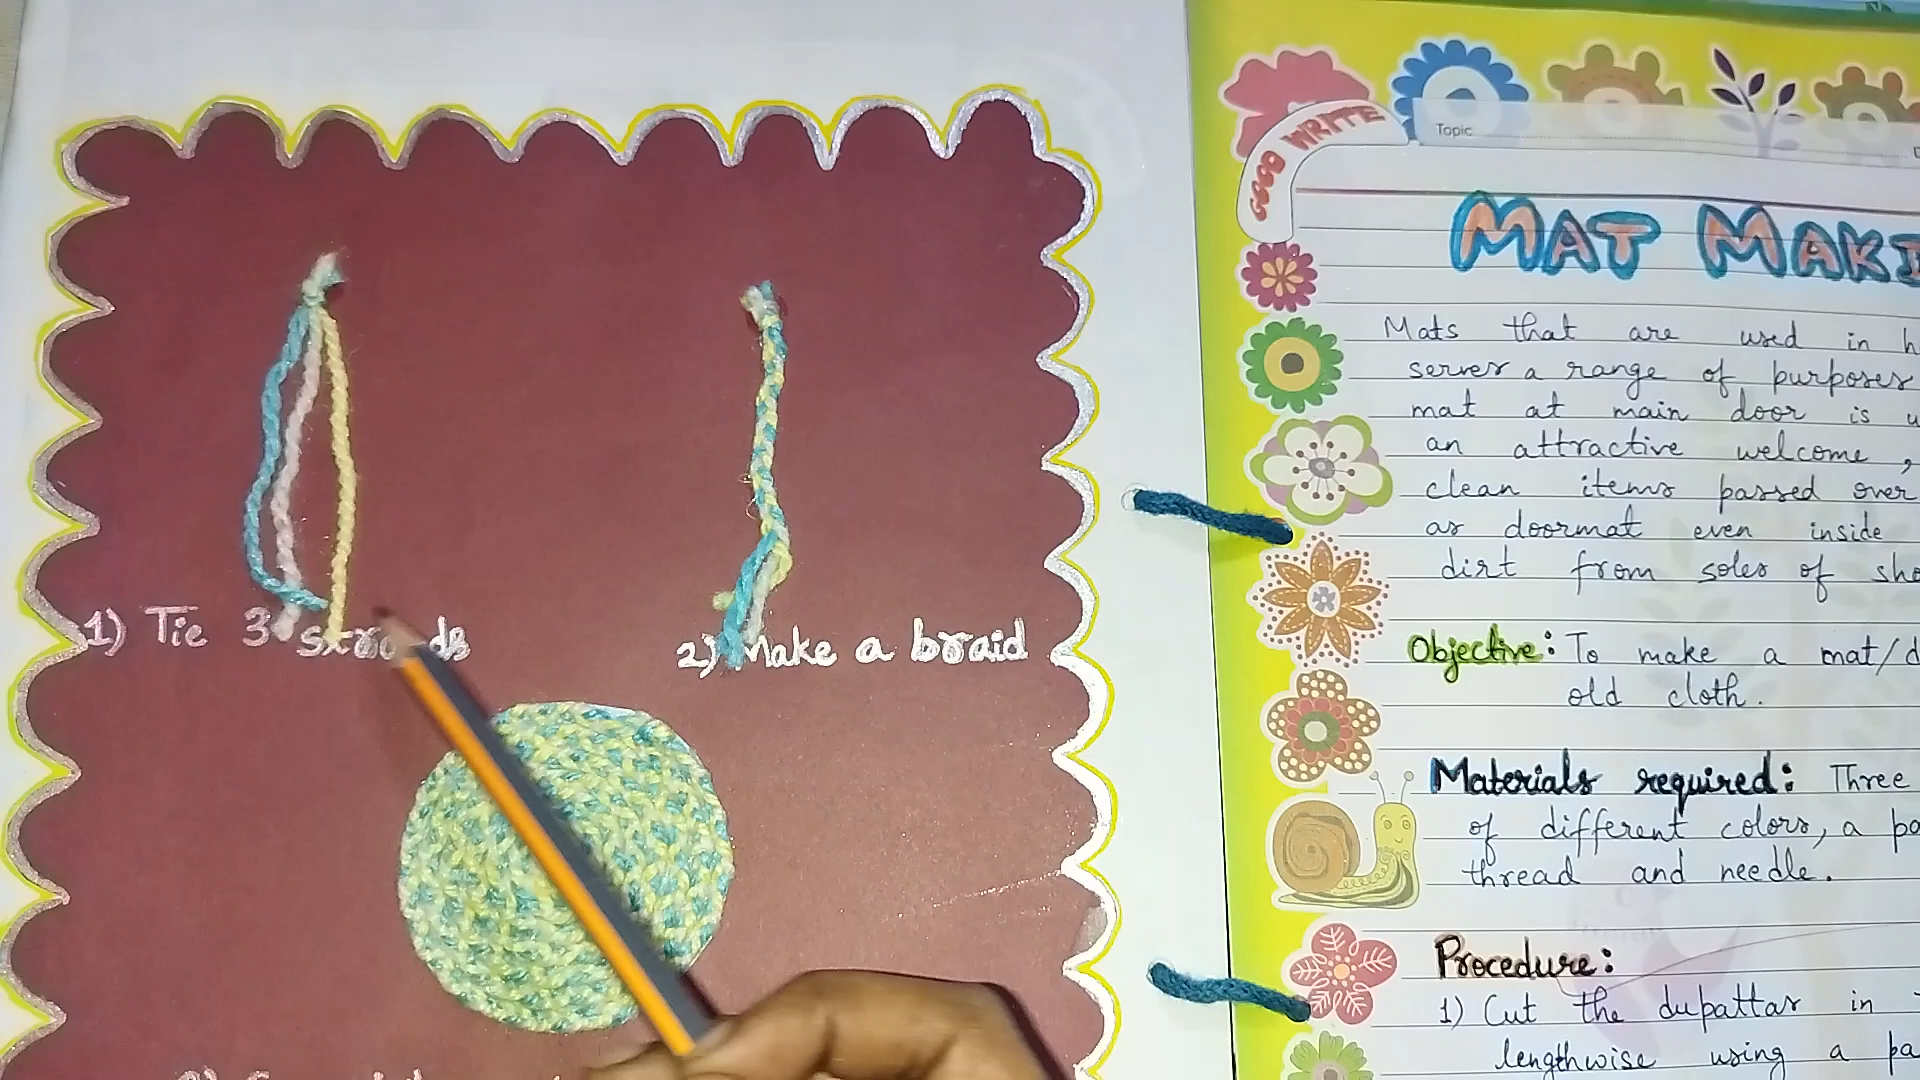 1) Tie 3 strands
2) Make a braid
GOOD WRITE
Topic
MAT MAKI
Mats that are used in h
serves a range of purposes
mat at main door is u
an attractive welcome,
clean items passed over
as doormat even inside
dirt from soles of sho
Objective: To make a mat/d
old cloth.
Materials required: Three
of different colors, a pa
thread and needle.
Procedure:
1) Cut the dupattas in
lengthwise using a pa